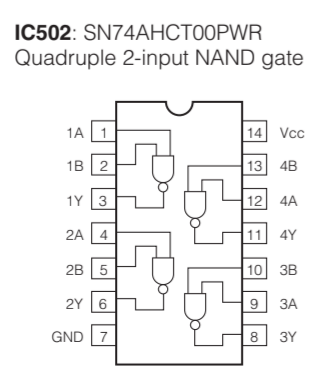 IC502: SN74AHCT00PWR
Quadruple 2-input NAND gate
1A 1 14 Vcc
1B 2 13 4B
1Y 3 12 4A
2A 4 11 4Y
2B 5 10 3B
2Y 6 9 3A
GND 7 8 3Y